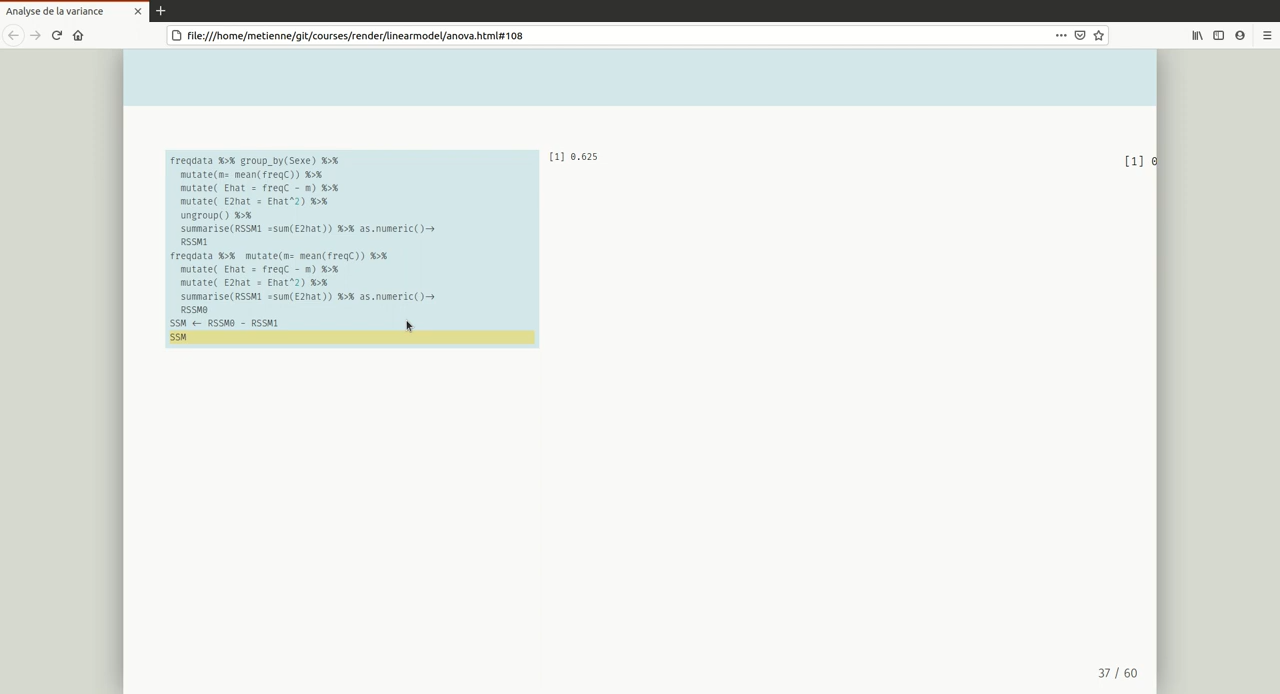 Analyse de la variance
file:///home/metienne/git/courses/render/linearmodel/anova.html#108
freqdata %>% group_by(Sexe) %>%
  mutate(m= mean(freqC)) %>%
  mutate( Ehat = freqC - m) %>%
  mutate( E2hat = Ehat^2) %>%
  ungroup() %>%
  summarise(RSSM1 =sum(E2hat)) %>% as.numeric()->
  RSSM1
freqdata %>%  mutate(m= mean(freqC)) %>%
  mutate( Ehat = freqC - m) %>%
  mutate( E2hat = Ehat^2) %>%
  summarise(RSSM1 =sum(E2hat)) %>% as.numeric()->
  RSSM0
SSM <- RSSM0 - RSSM1
SSM
[1] 0.625
[1] 0
37 / 60